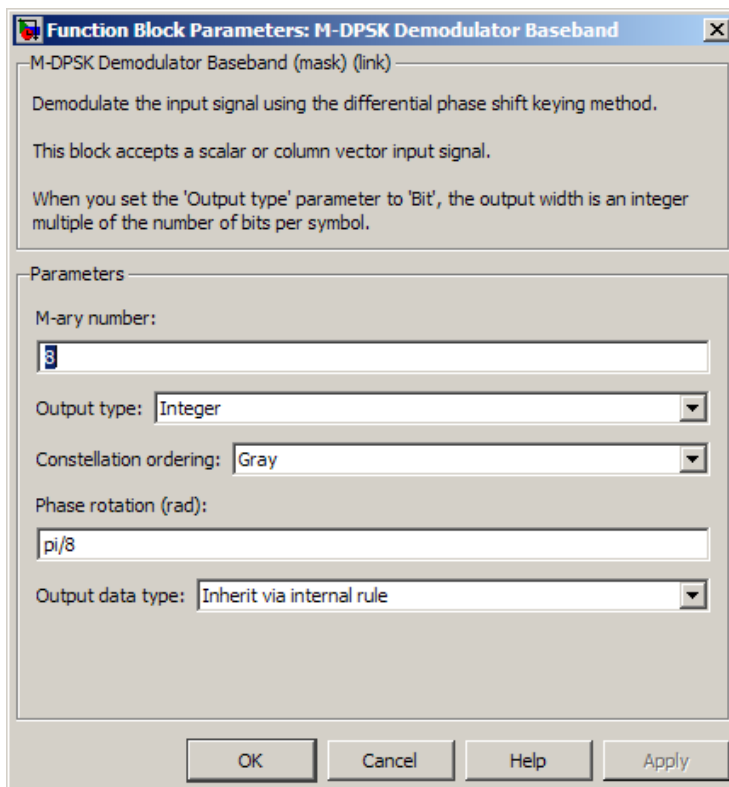 Function Block Parameters: M-DPSK Demodulator Baseband
M-DPSK Demodulator Baseband (mask) (link)
Demodulate the input signal using the differential phase shift keying method.
This block accepts a scalar or column vector input signal.
When you set the 'Output type' parameter to 'Bit', the output width is an integer
multiple of the number of bits per symbol.
Parameters
M-ary number:
8
Output type: Integer
Constellation ordering: Gray
Phase rotation (rad):
pi/8
Output data type: Inherit via internal rule
OK Cancel Help Apply